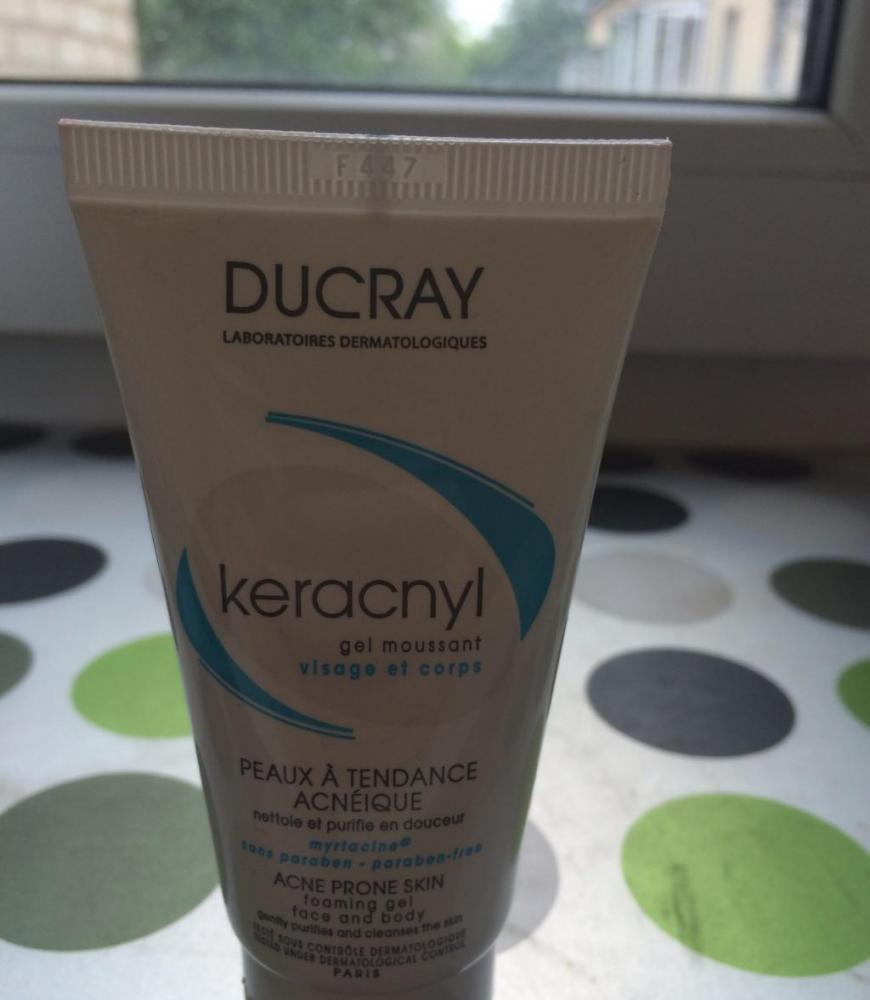 F447
DUCRAY
LABORATOIRES DERMATOLOGIQUES
keracnyl
gel moussant
visage et corps
PEAUX À TENDANCE
ACNÉIQUE
nettoie et purifie en douceur
myrtacine®
sans paraben - paraben-free
ACNE PRONE SKIN
foaming gel
face and body
gently purifies and cleanses the skin
TESTÉ SOUS CONTRÔLE DERMATOLOGIQUE
TESTED UNDER DERMATOLOGICAL CONTROL
PARIS